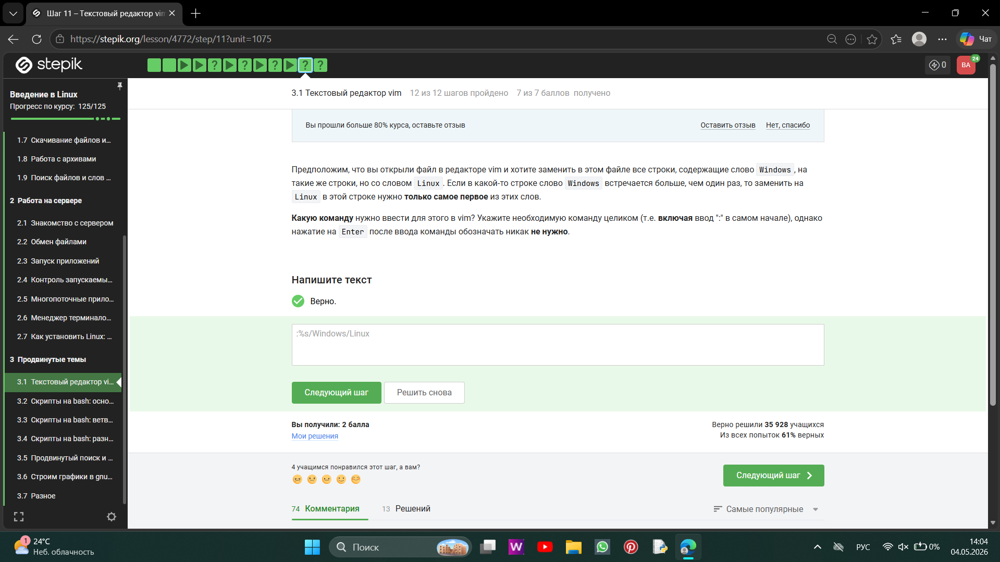 Шаг 11 – Текстовый редактор vim
https://stepik.org/lesson/4772/step/11?unit=1075
Чат
stepik
0
ВА
24
Введение в Linux
Прогресс по курсу: 125/125
1.7 Скачивание файлов и...
1.8 Работа с архивами
1.9 Поиск файлов и слов ...
2 Работа на сервере
2.1 Знакомство с сервером
2.2 Обмен файлами
2.3 Запуск приложений
2.4 Контроль запускаемы...
2.5 Многопоточные прило...
2.6 Менеджер терминало...
2.7 Как установить Linux: ...
3 Продвинутые темы
3.1 Текстовый редактор vi...
3.2 Скрипты на bash: осно...
3.3 Скрипты на bash: ветв...
3.4 Скрипты на bash: разн...
3.5 Продвинутый поиск и ...
3.6 Строим графики в gnu...
3.7 Разное
3.1 Текстовый редактор vim 12 из 12 шагов пройдено 7 из 7 баллов получено
Вы прошли больше 80% курса, оставьте отзыв Оставить отзыв Нет, спасибо
Предположим, что вы открыли файл в редакторе vim и хотите заменить в этом файле все строки, содержащие слово Windows, на
такие же строки, но со словом Linux. Если в какой-то строке слово Windows встречается больше, чем один раз, то заменить на
Linux в этой строке нужно только самое первое из этих слов.
Какую команду нужно ввести для этого в vim? Укажите необходимую команду целиком (т.е. включая ввод ":" в самом начале), однако
нажатие на Enter после ввода команды обозначать никак не нужно.
Напишите текст
Верно.
:%s/Windows/Linux
Следующий шаг Решить снова
Вы получили: 2 балла
Мои решения
Верно решили 35 928 учащихся
Из всех попыток 61% верных
4 учащимся понравился этот шаг, а вам?
Следующий шаг
74 Комментария 13 Решений Самые популярные
1
24°C
Неб. облачность
Поиск
РУС
0%
14:04
04.05.2026